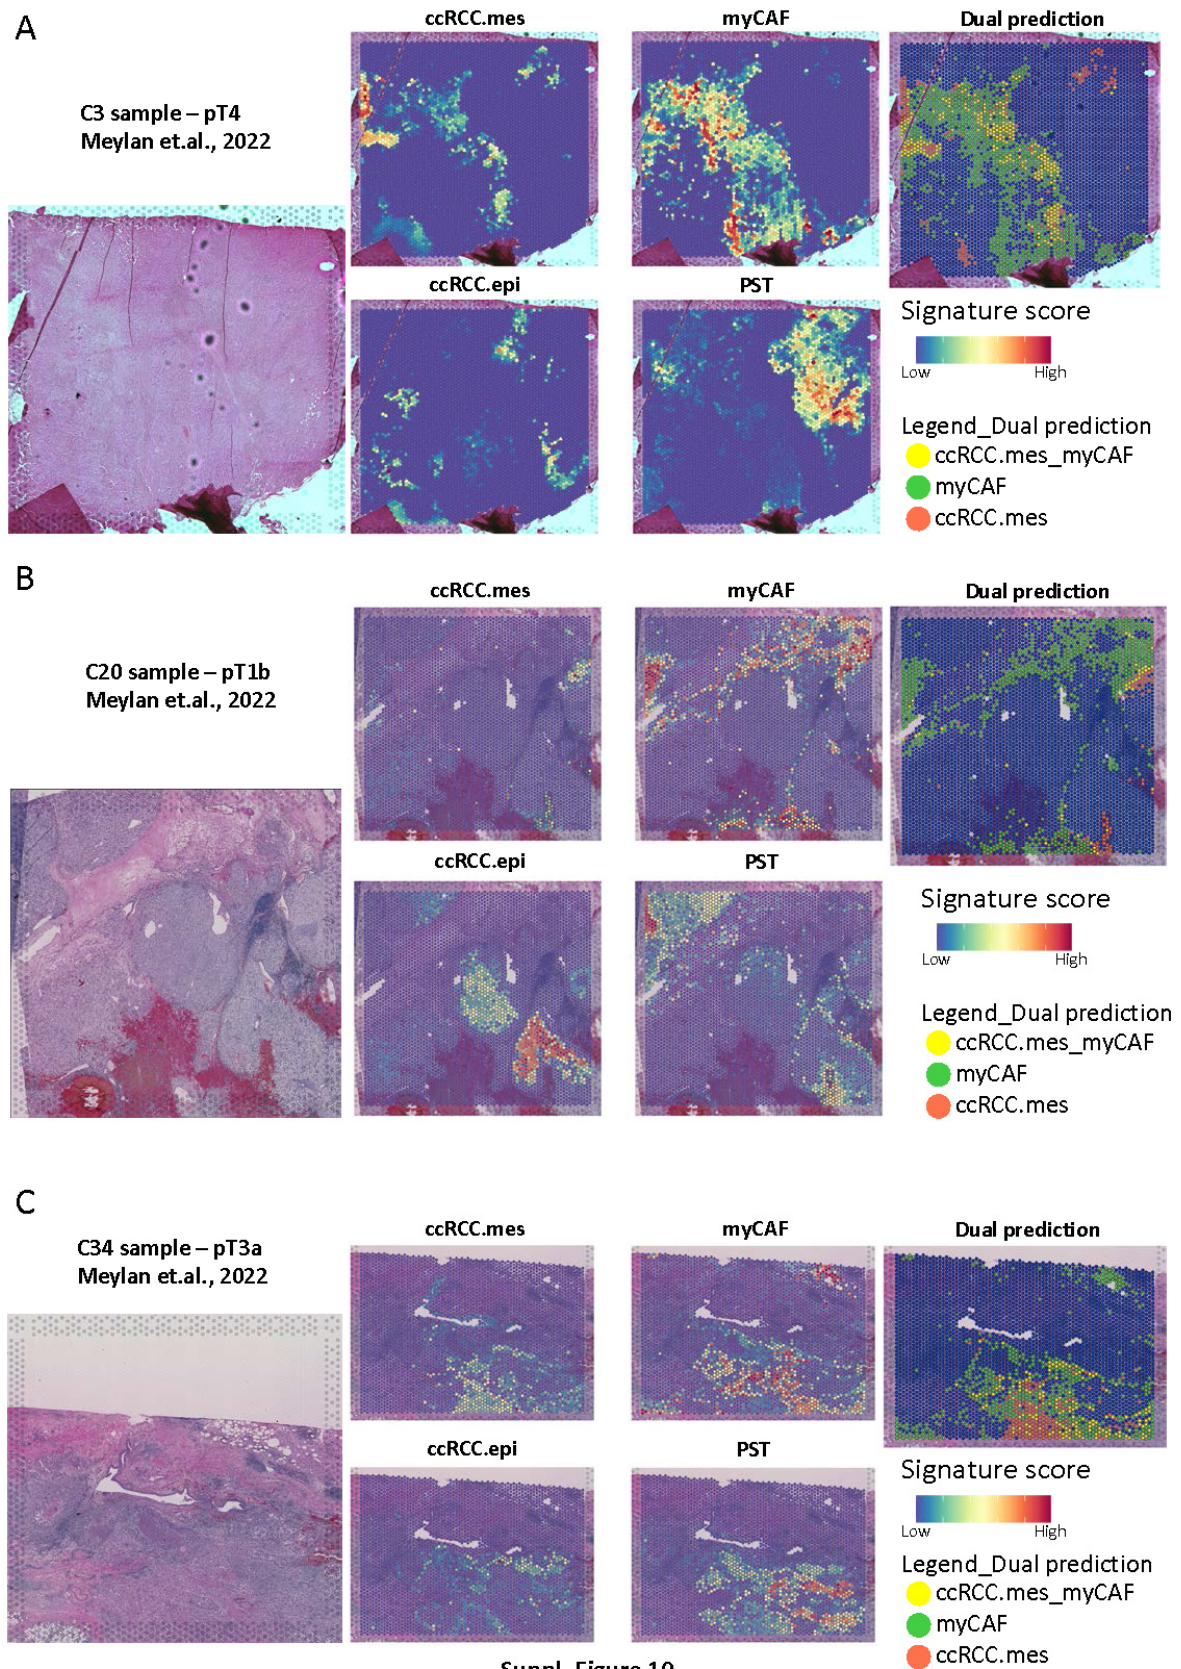 A
C3 sample – pT4
Meylan et.al., 2022
ccRCC.mes
myCAF
Dual prediction
ccRCC.epi
PST
Signature score
Low
High
Legend_Dual prediction
ccRCC.mes_myCAF
myCAF
ccRCC.mes
B
C20 sample – pT1b
Meylan et.al., 2022
ccRCC.mes
myCAF
Dual prediction
ccRCC.epi
PST
Signature score
Low
High
Legend_Dual prediction
ccRCC.mes_myCAF
myCAF
ccRCC.mes
C
C34 sample – pT3a
Meylan et.al., 2022
ccRCC.mes
myCAF
Dual prediction
ccRCC.epi
PST
Signature score
Low
High
Legend_Dual prediction
ccRCC.mes_myCAF
myCAF
ccRCC.mes
Suppl. Figure 10